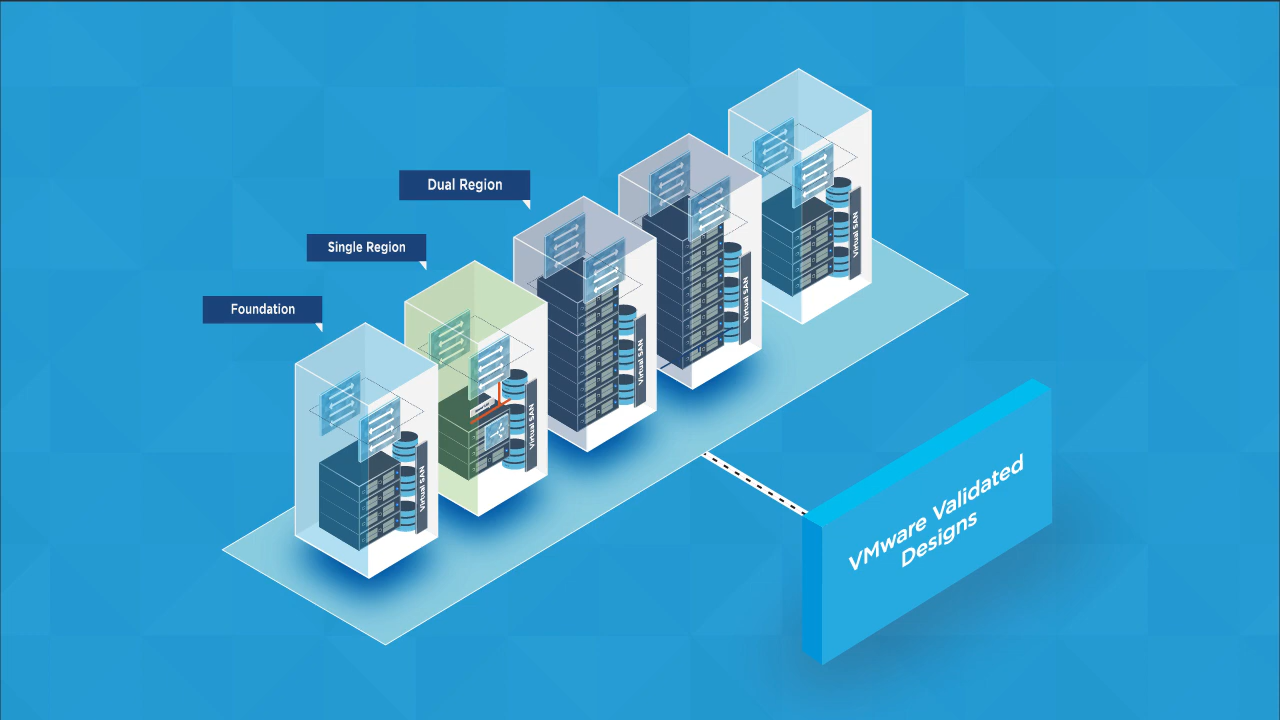 Dual Region
Single Region
Foundation
Virtual SAN
Virtual SAN
Virtual SAN
Virtual SAN
Virtual SAN
VMware Validated
Designs